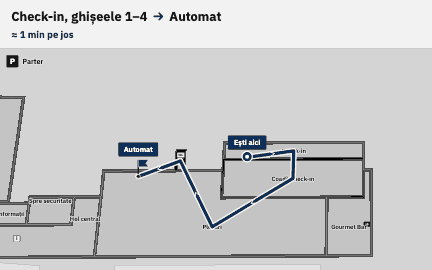 Check-in, ghișeele 1–4 → Automat
≈ 1 min pe jos
P Parter
Automat
Ești aici
Spre securitate
Hol central
Gourmet Bar